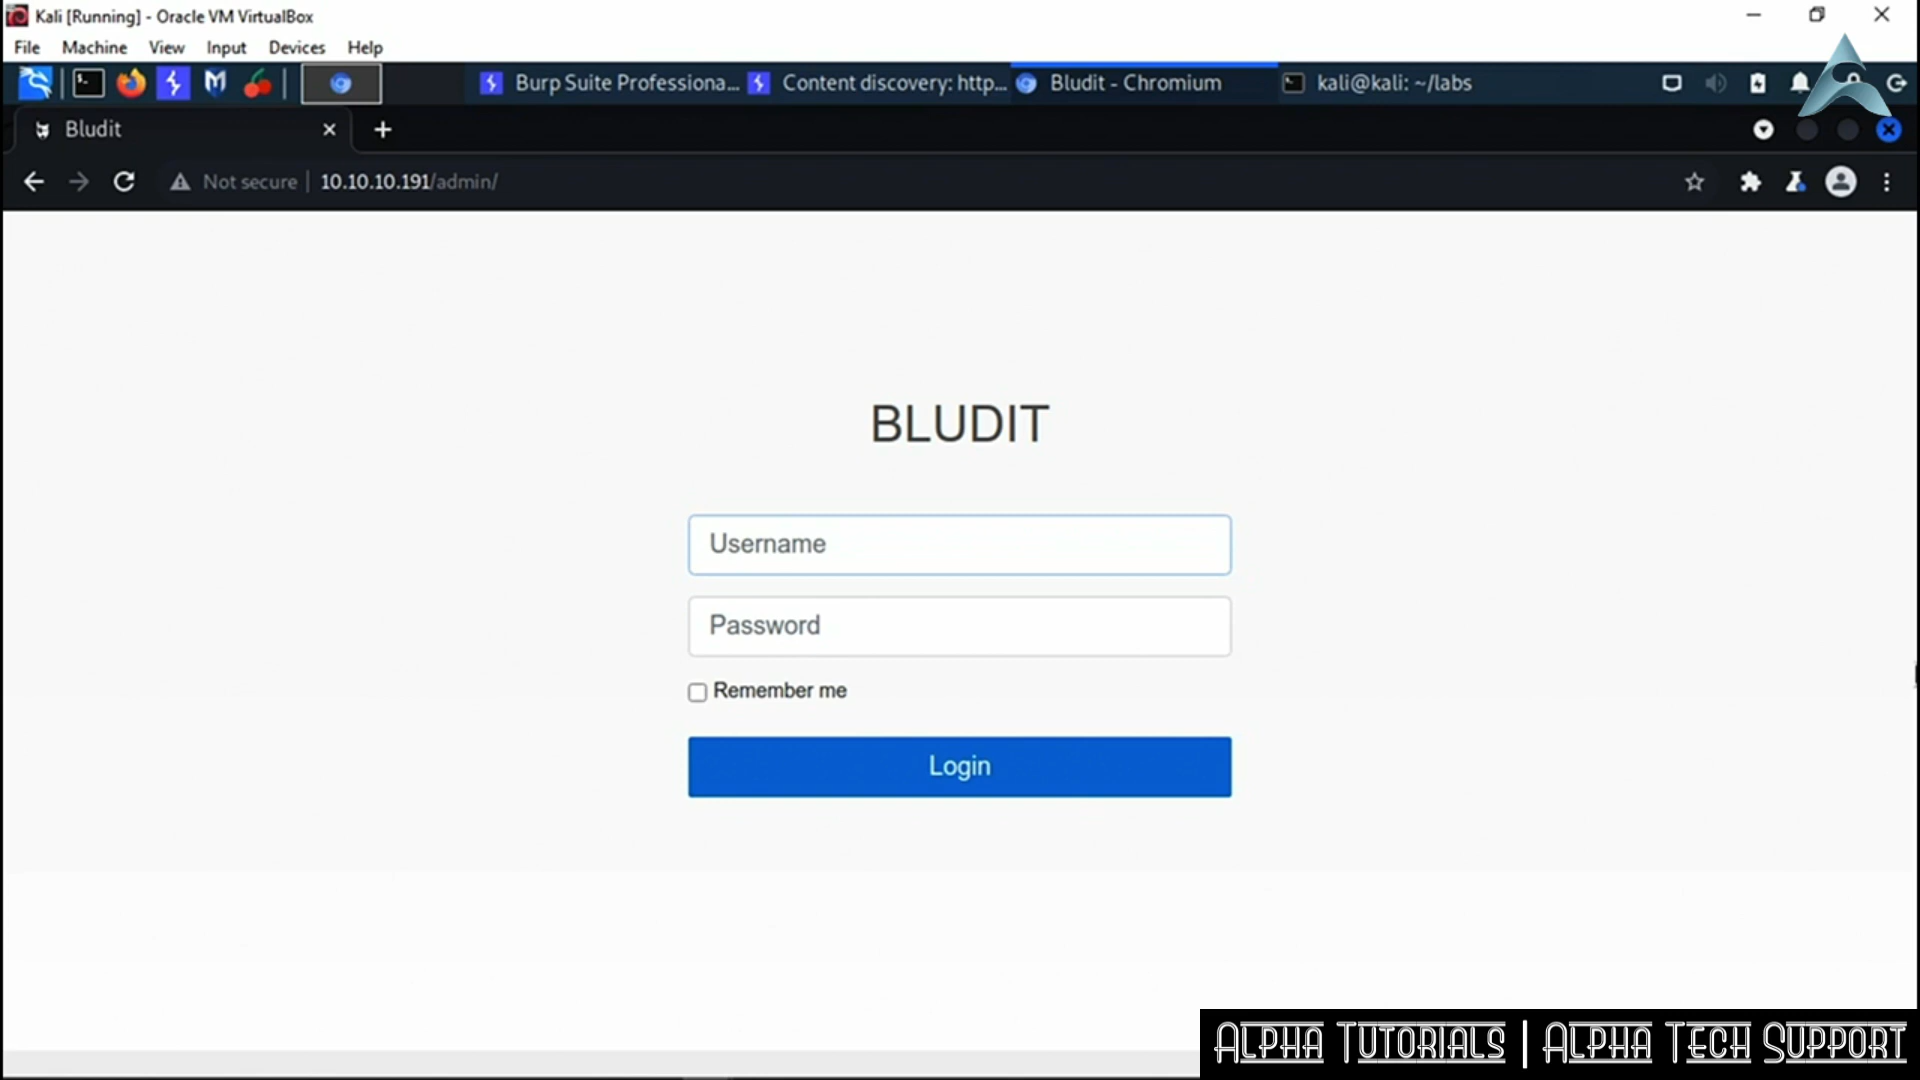 Kali [Running] - Oracle VM VirtualBox
File Machine View Input Devices Help
Burp Suite Professiona... Content discovery: http... Bludit - Chromium kali@kali: ~/labs
Bludit
Not secure | 10.10.10.191/admin/
BLUDIT
Username
Password
Remember me
Login
Alpha Tutorials | Alpha Tech Support